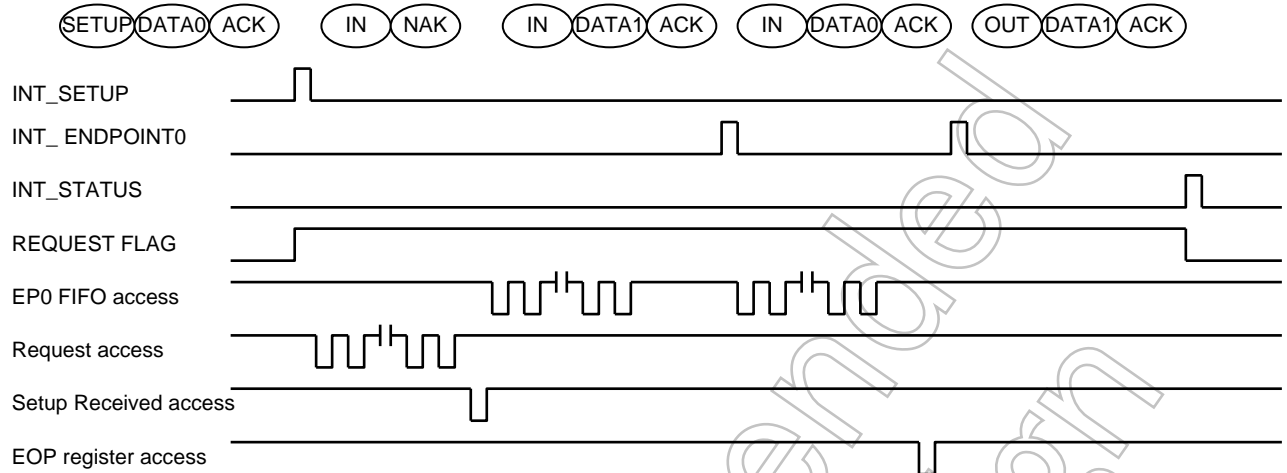 SETUP DATA0 ACK IN NAK IN DATA1 ACK IN DATA0 ACK OUT DATA1 ACK
INT_SETUP
INT_ ENDPOINT0
INT_STATUS
REQUEST FLAG
EP0 FIFO access
Request access
Setup Received access
EOP register access